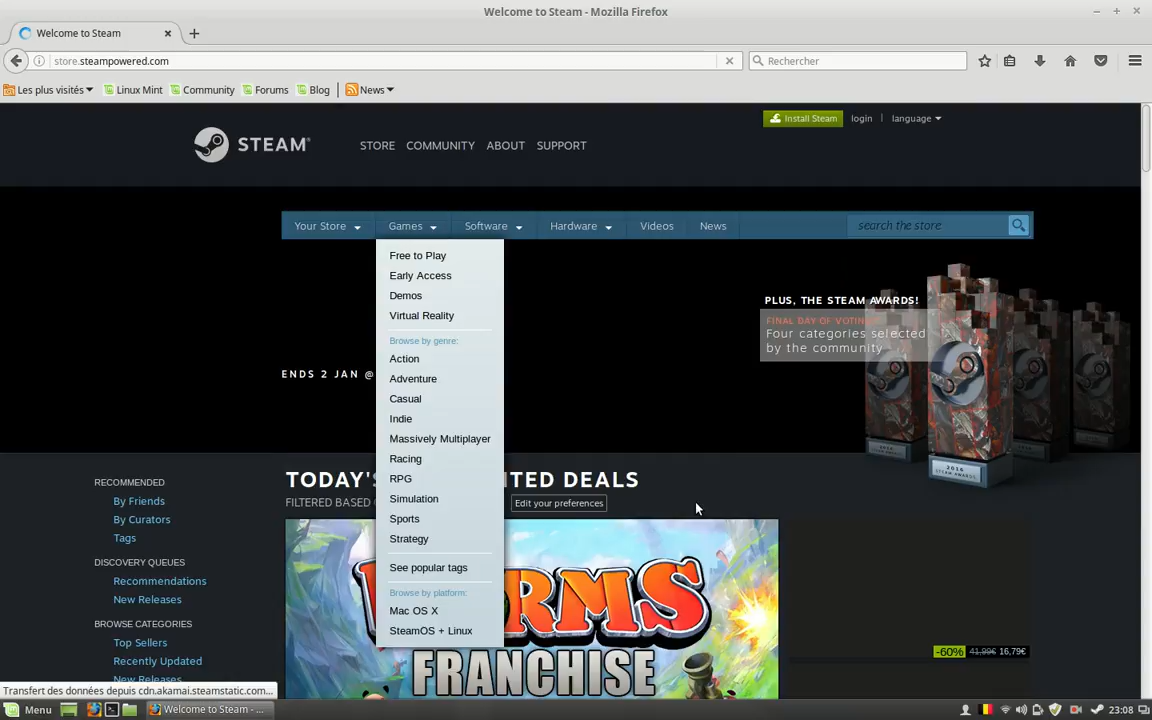 Welcome to Steam - Mozilla Firefox
Welcome to Steam
store.steampowered.com
Rechercher
Les plus visités
Linux Mint
Community
Forums
Blog
News
Install Steam
login
language
STEAM®
STORE
COMMUNITY
ABOUT
SUPPORT
Your Store
Games
Software
Hardware
Videos
News
search the store
Free to Play
Early Access
Demos
Virtual Reality
Browse by genre:
Action
Adventure
Casual
Indie
Massively Multiplayer
Racing
RPG
Simulation
Sports
Strategy
See popular tags
Browse by platform:
Mac OS X
SteamOS + Linux
PLUS, THE STEAM AWARDS!
FINAL DAY OF VOTING
Four categories selected
by the community
2016
STEAM AWARDS
ENDS 2 JAN @
TODAY'S
TED DEALS
FILTERED BASED
Edit your preferences
RECOMMENDED
By Friends
By Curators
Tags
DISCOVERY QUEUES
Recommendations
New Releases
BROWSE CATEGORIES
Top Sellers
Recently Updated
New Releases
RMS
FRANCHISE
-60% 41,99€ 16,79€
Transfert des données depuis cdn.akamai.steamstatic.com...
Menu
Welcome to Steam - ...
23:08